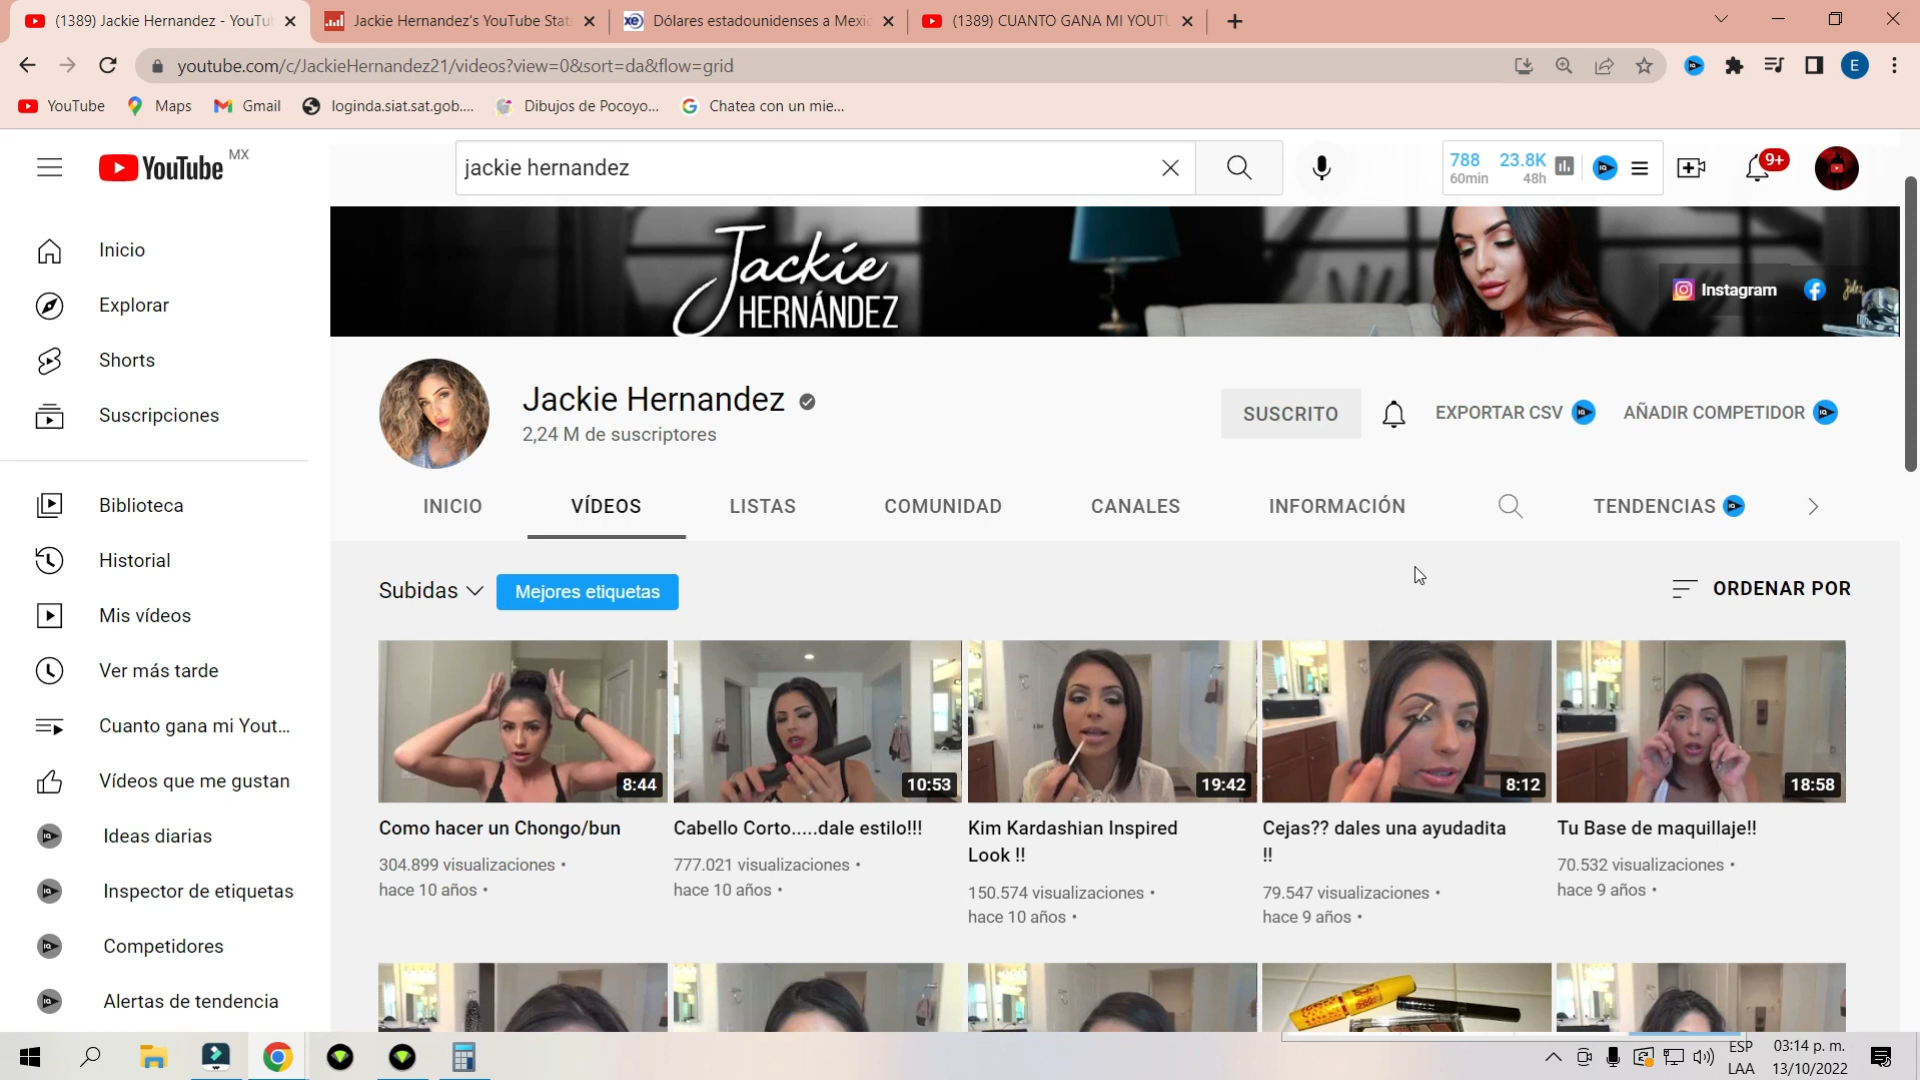 (1389) Jackie Hernandez - YouTu
Jackie Hernandez's YouTube Stat
Dólares estadounidenses a Mexic
(1389) CUANTO GANA MI YOUTU
youtube.com/c/JackieHernandez21/videos?view=0&sort=da&flow=grid
E
YouTube
Maps
Gmail
loginda.siat.sat.gob....
Dibujos de Pocoyo...
Chatea con un mie...
YouTube MX
jackie hernandez
788 60min
23.8K 48h
9+
Inicio
Explorar
Shorts
Suscripciones
Biblioteca
Historial
Mis vídeos
Ver más tarde
Cuanto gana mi Yout...
Vídeos que me gustan
Ideas diarias
Inspector de etiquetas
Competidores
Alertas de tendencia
Jackie
HERNÁNDEZ
Instagram
Jackie Hernandez
2,24 M de suscriptores
SUSCRITO
EXPORTAR CSV
AÑADIR COMPETIDOR
INICIO
VÍDEOS
LISTAS
COMUNIDAD
CANALES
INFORMACIÓN
TENDENCIAS
Subidas
Mejores etiquetas
ORDENAR POR
8:44
10:53
19:42
8:12
18:58
Como hacer un Chongo/bun
304.899 visualizaciones •
hace 10 años •
Cabello Corto.....dale estilo!!!
777.021 visualizaciones •
hace 10 años •
Kim Kardashian Inspired
Look !!
150.574 visualizaciones •
hace 10 años •
Cejas?? dales una ayudadita
!!
79.547 visualizaciones •
hace 9 años •
Tu Base de maquillaje!!
70.532 visualizaciones •
hace 9 años •
ESP
LAA
03:14 p. m.
13/10/2022